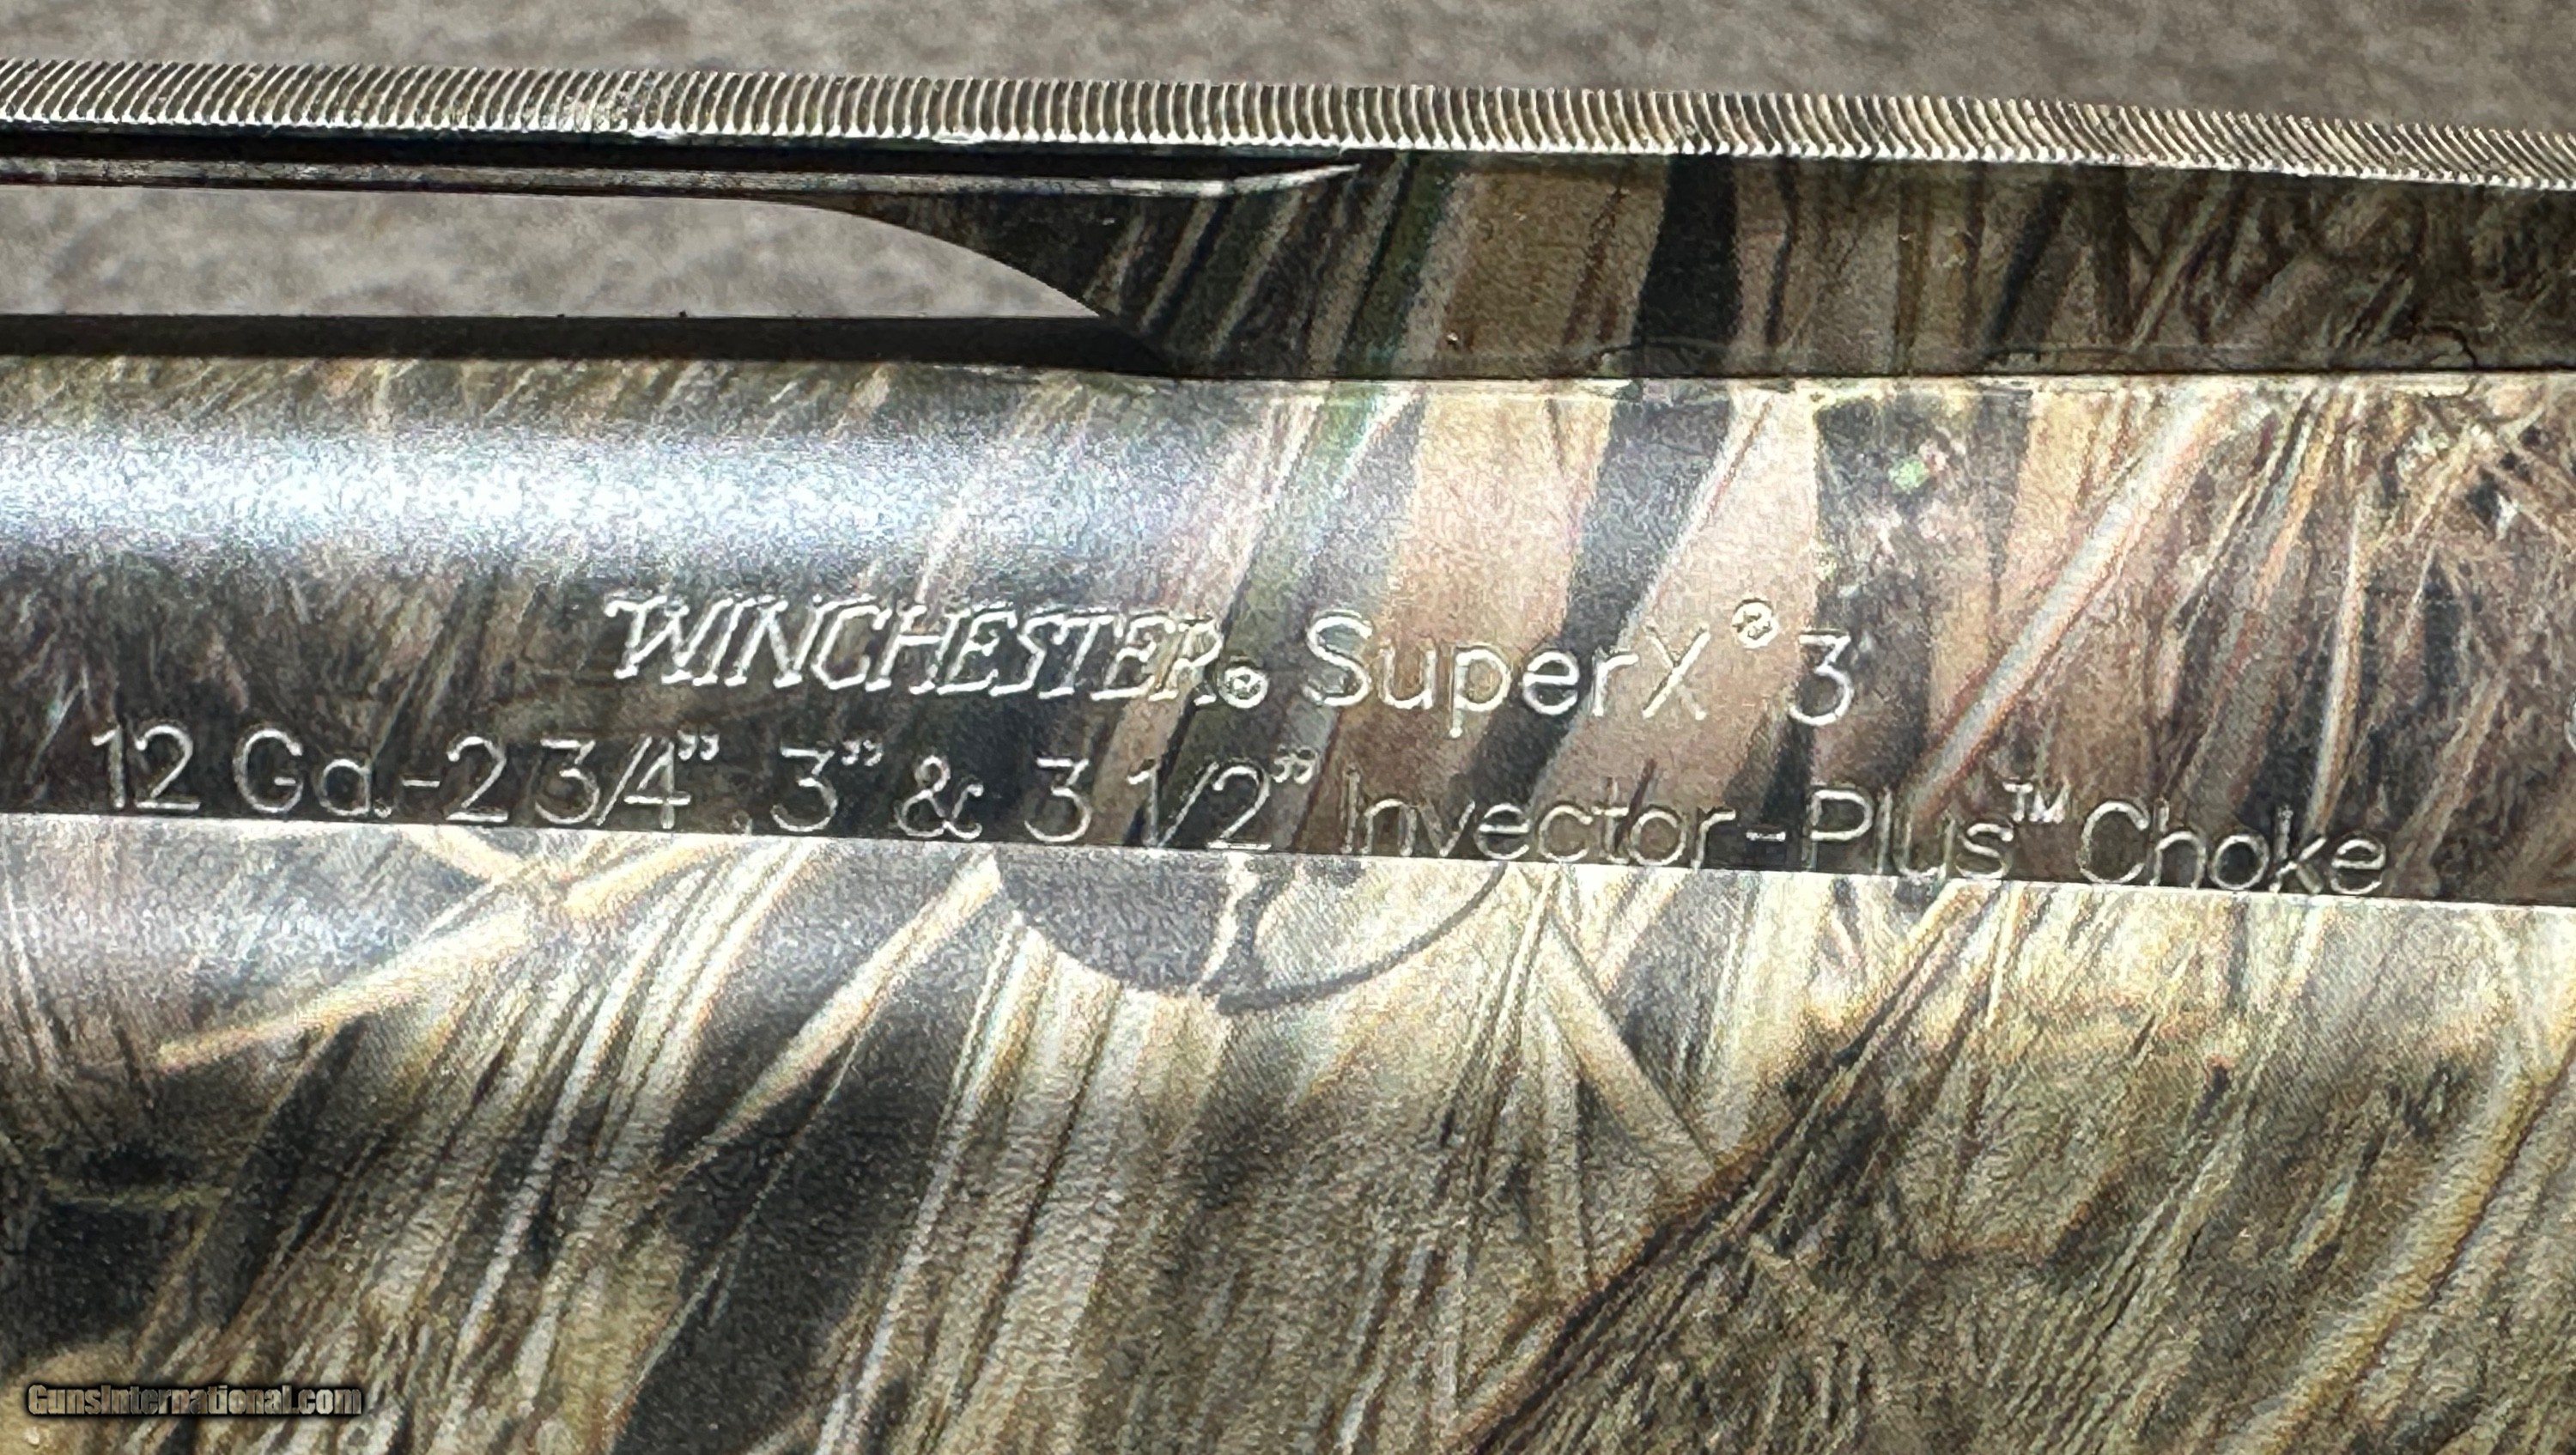 WINCHESTER® SuperX® 3
12 Ga.-2 3/4", 3" & 3 1/2" Invector-Plus™ Choke
GunsInternational.com